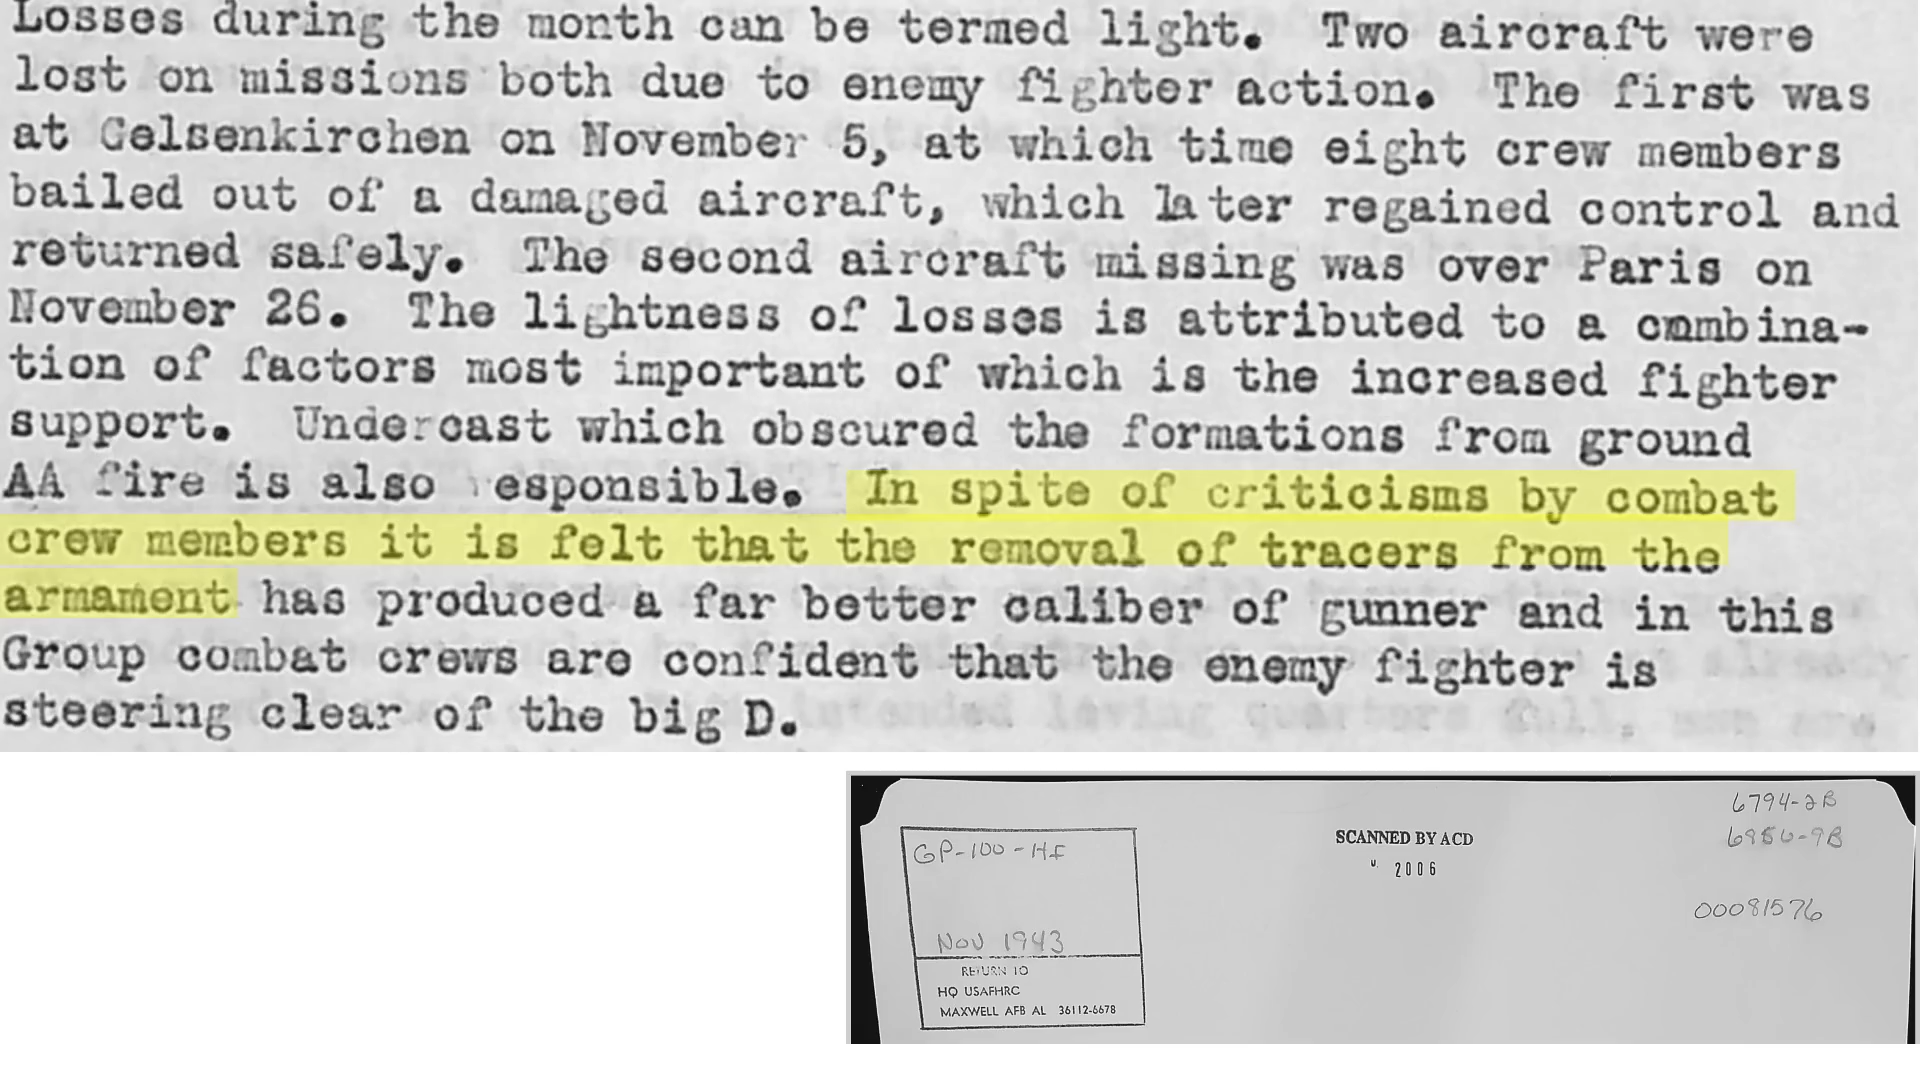 Losses during the month can be termed light. Two aircraft were
lost on missions both due to enemy fighter action. The first was
at Gelsenkirchen on November 5, at which time eight crew members
bailed out of a damaged aircraft, which later regained control and
returned safely. The second aircraft missing was over Paris on
November 26. The lightness of losses is attributed to a cmmbina-
tion of factors most important of which is the increased fighter
support. Undercast which obscured the formations from ground
AA fire is also esponsible. In spite of criticisms by combat
crew members it is felt that the removal of tracers from the
armament has produced a far better caliber of gunner and in this
Group combat crews are confident that the enemy fighter is
steering clear of the big D.
6794-2B
6950-9B
SCANNED BY ACD
2006
00081576
GP-100-HI
NOV 1943
RETURN TO
HQ USAFHRC
MAXWELL AFB AL 36112-6678